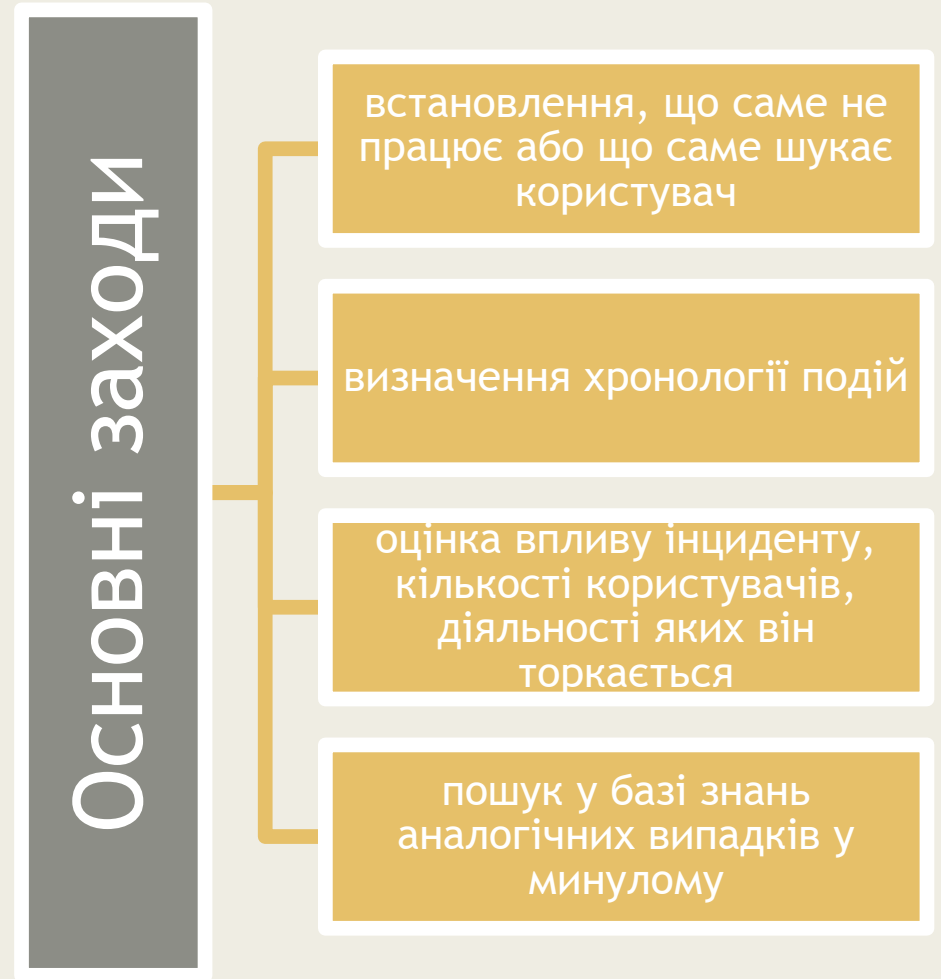 Основні заходи
встановлення, що саме не
працює або що саме шукає
користувач
визначення хронології подій
оцінка впливу інциденту,
кількості користувачів,
діяльності яких він
торкається
пошук у базі знань
аналогічних випадків у
минулому